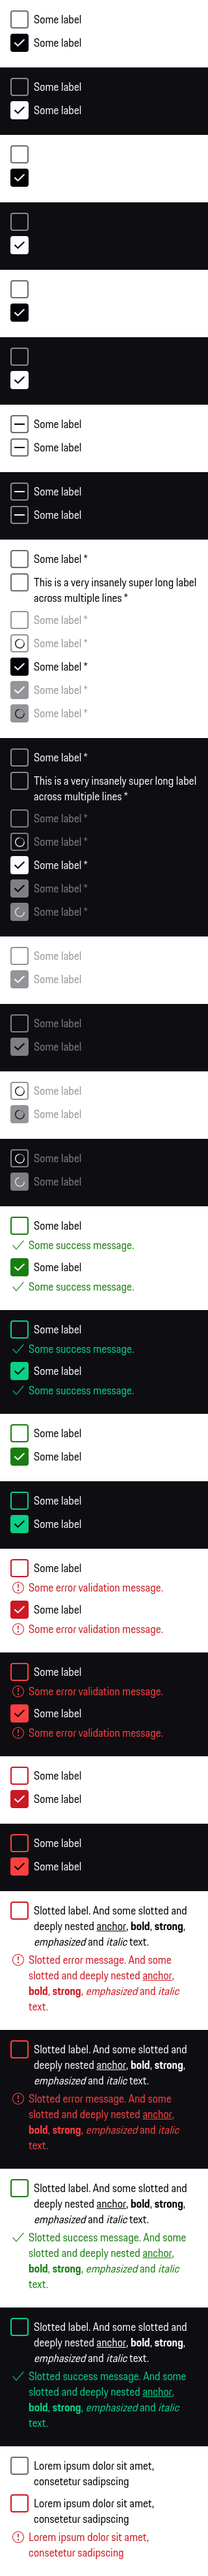 Some label
Some label
Some label
Some label
Some label
Some label
Some label
Some label
Some label *
This is a very insanely super long label
across multiple lines *
Some label *
Some label *
Some label *
Some label *
Some label *
Some label *
This is a very insanely super long label
across multiple lines *
Some label *
Some label *
Some label *
Some label *
Some label *
Some label
Some label
Some label
Some label
Some label
Some label
Some label
Some label
Some label
Some success message.
Some label
Some success message.
Some label
Some success message.
Some label
Some success message.
Some label
Some label
Some label
Some label
Some label
Some error validation message.
Some label
Some error validation message.
Some label
Some error validation message.
Some label
Some error validation message.
Some label
Some label
Some label
Some label
Slotted label. And some slotted and
deeply nested anchor, bold, strong,
emphasized and italic text.
Slotted error message. And some
slotted and deeply nested anchor,
bold, strong, emphasized and italic
text.
Slotted label. And some slotted and
deeply nested anchor, bold, strong,
emphasized and italic text.
Slotted error message. And some
slotted and deeply nested anchor,
bold, strong, emphasized and italic
text.
Slotted label. And some slotted and
deeply nested anchor, bold, strong,
emphasized and italic text.
Slotted success message. And some
slotted and deeply nested anchor,
bold, strong, emphasized and italic
text.
Slotted label. And some slotted and
deeply nested anchor, bold, strong,
emphasized and italic text.
Slotted success message. And some
slotted and deeply nested anchor,
bold, strong, emphasized and italic
text.
Lorem ipsum dolor sit amet,
consetetur sadipscing
Lorem ipsum dolor sit amet,
consetetur sadipscing
Lorem ipsum dolor sit amet,
consetetur sadipscing